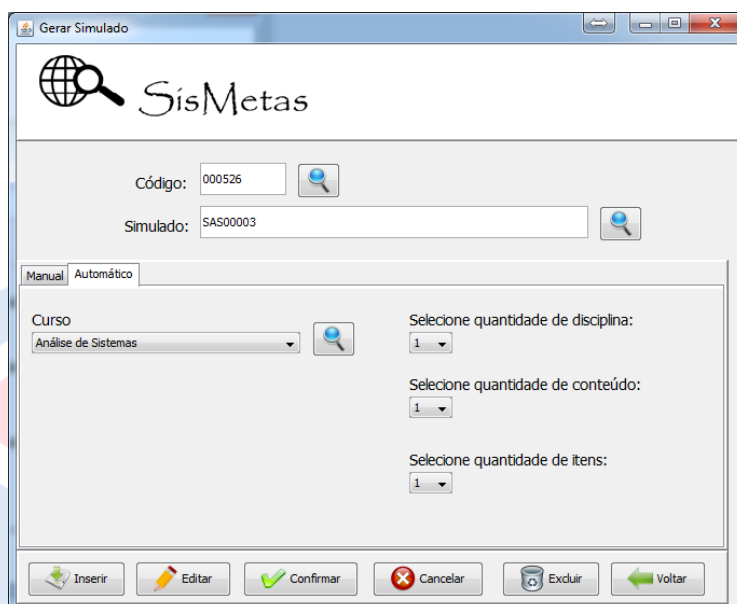 Gerar Simulado
SisMetas
Código: 000526
Simulado: SAS00003
Manual Automático
Curso
Análise de Sistemas
Selecione quantidade de disciplina:
1
Selecione quantidade de conteúdo:
1
Selecione quantidade de itens:
1
Inserir Editar Confirmar Cancelar Excluir Voltar